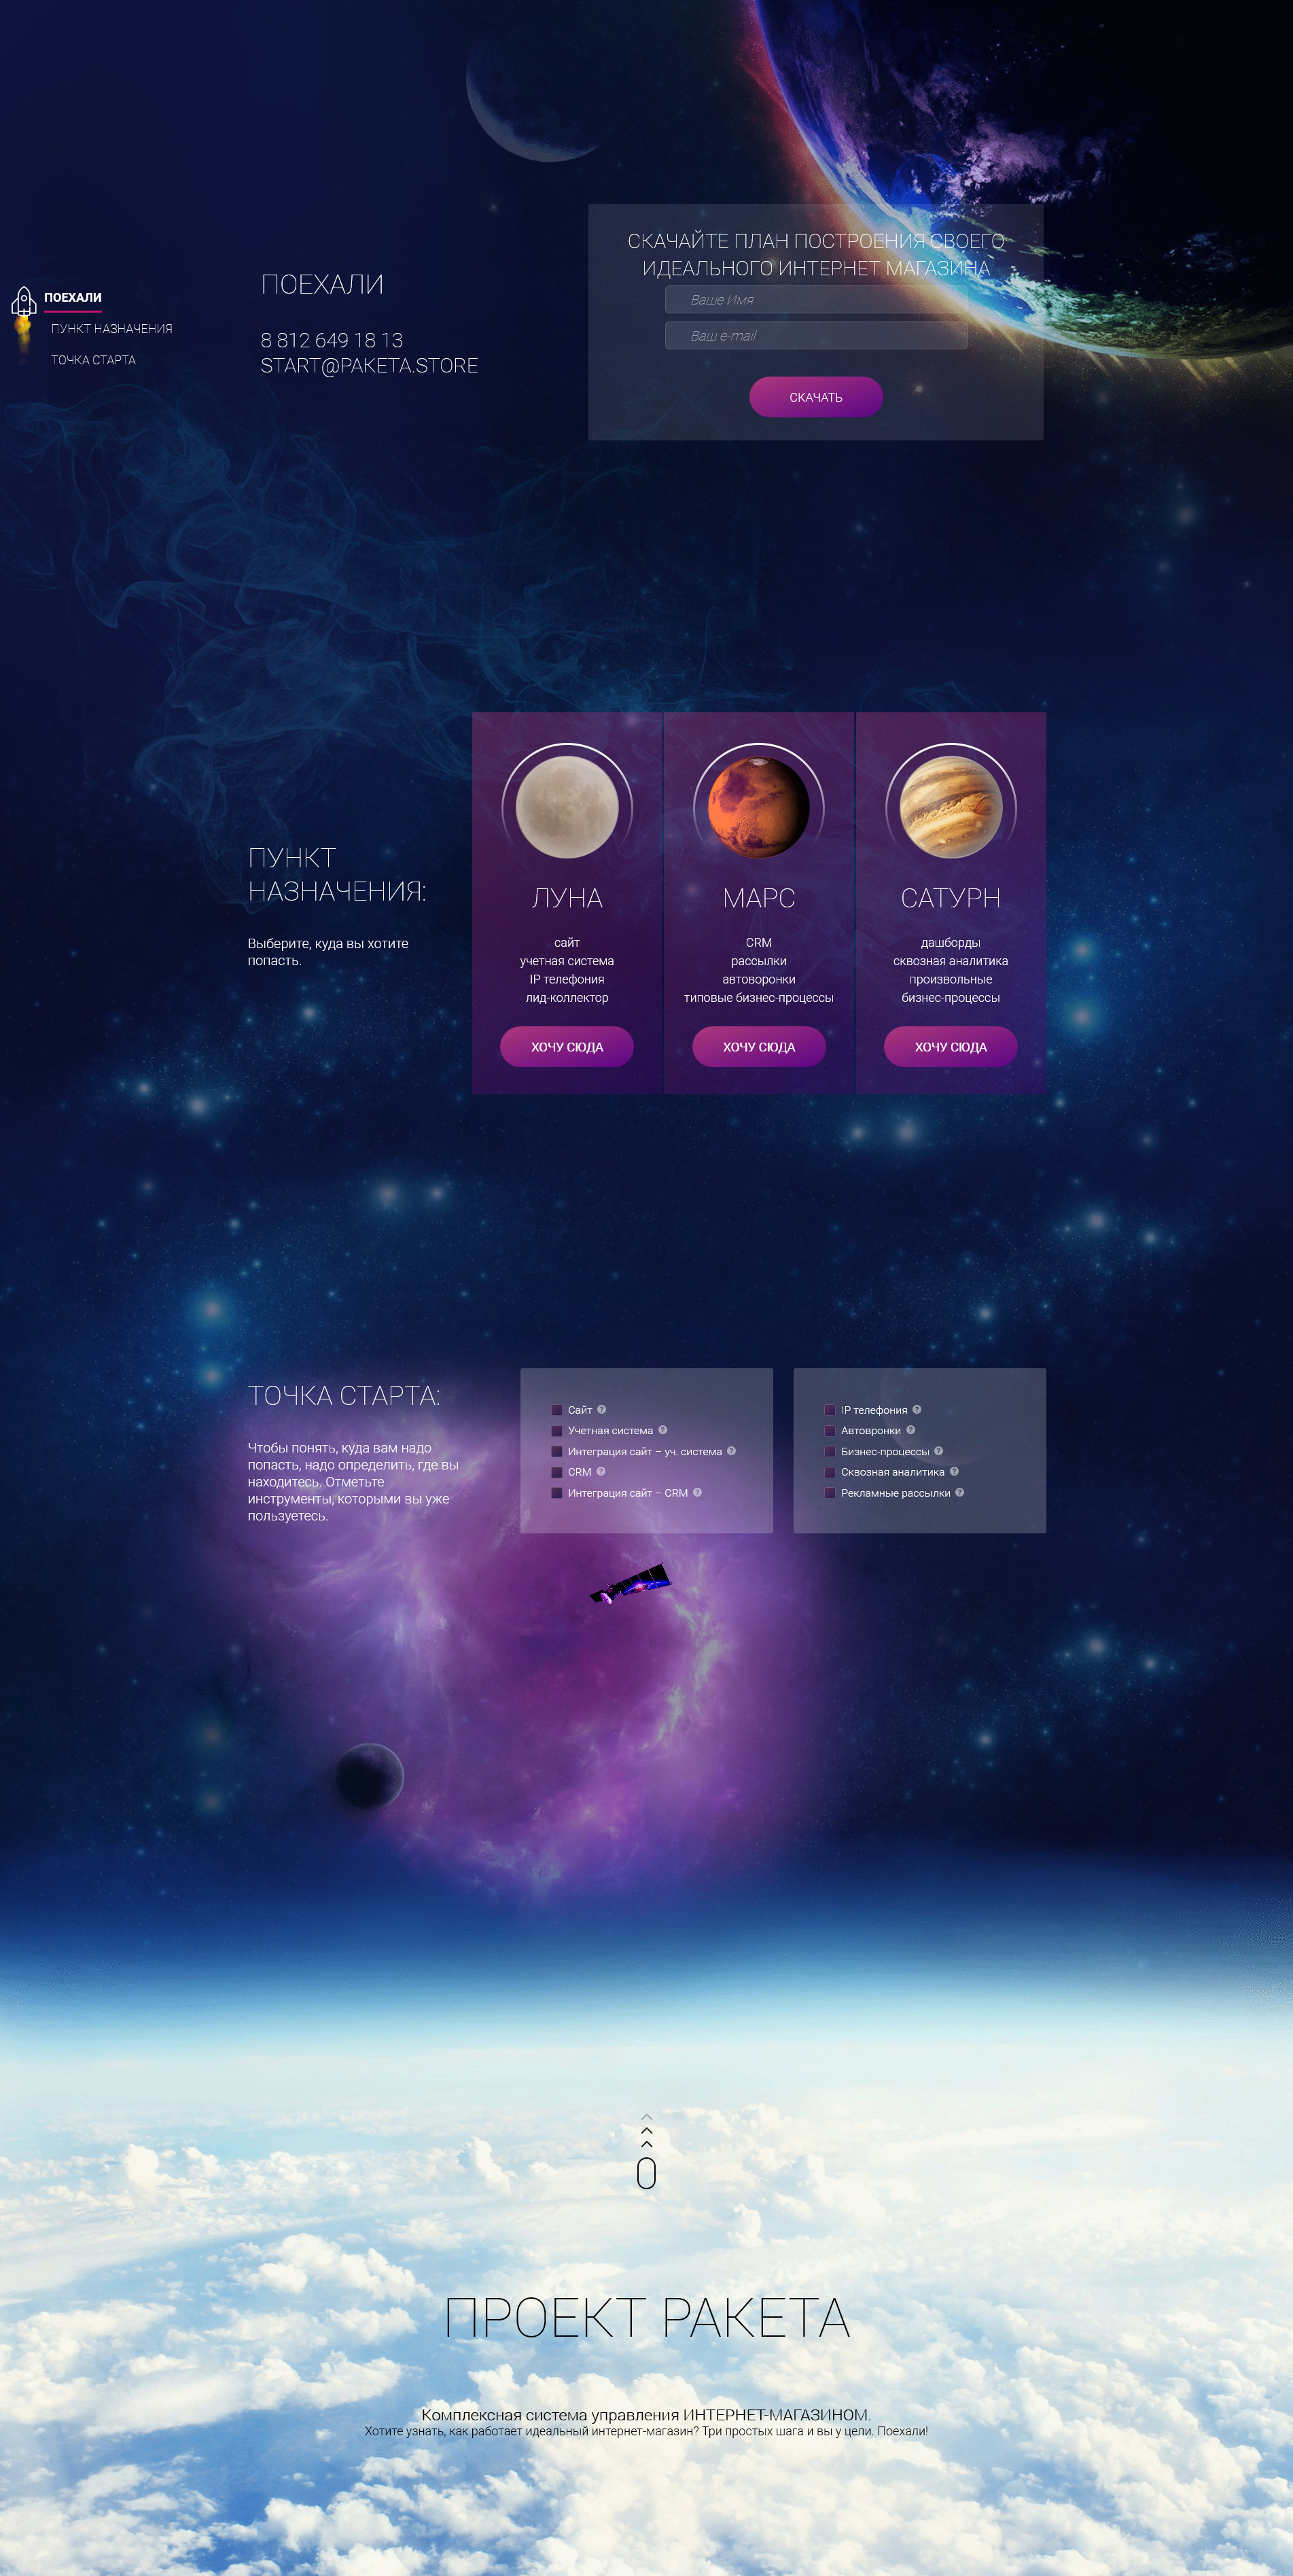 СКАЧАЙТЕ ПЛАН ПОСТРОЕНИЯ СВОЕГО
ИДЕАЛЬНОГО ИНТЕРНЕТ МАГАЗИНА
Ваше Имя
Ваш e-mail
СКАЧАТЬ
ПОЕХАЛИ
8 812 649 18 13
START@PAKETA.STORE
ПОЕХАЛИ
ПУНКТ НАЗНАЧЕНИЯ
ТОЧКА СТАРТА
ПУНКТ
НАЗНАЧЕНИЯ:
Выберите, куда вы хотите
попасть.
ЛУНА
сайт
учетная система
IP телефония
лид-коллектор
ХОЧУ СЮДА
МАРС
CRM
рассылки
автоворонки
типовые бизнес-процессы
ХОЧУ СЮДА
САТУРН
дашборды
сквозная аналитика
произвольные
бизнес-процессы
ХОЧУ СЮДА
ТОЧКА СТАРТА:
Чтобы понять, куда вам надо
попасть, надо определить, где вы
находитесь. Отметьте
инструменты, которыми вы уже
пользуетесь.
Сайт ?
Учетная система ?
Интеграция сайт – уч. система ?
CRM ?
Интеграция сайт – CRM ?
IP телефония ?
Автовронки ?
Бизнес-процессы ?
Сквозная аналитика ?
Рекламные рассылки ?
ПРОЕКТ РАКЕТА
Комплексная система управления ИНТЕРНЕТ-МАГАЗИНОМ.
Хотите узнать, как работает идеальный интернет-магазин? Три простых шага и вы у цели. Поехали!